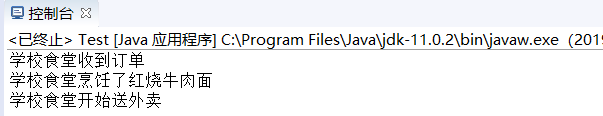 控制台
<已终止> Test [Java 应用程序] C:\Program Files\Java\jdk-11.0.2\bin\javaw.exe（2019
学校食堂收到订单
学校食堂烹饪了红烧牛肉面
学校食堂开始送外卖